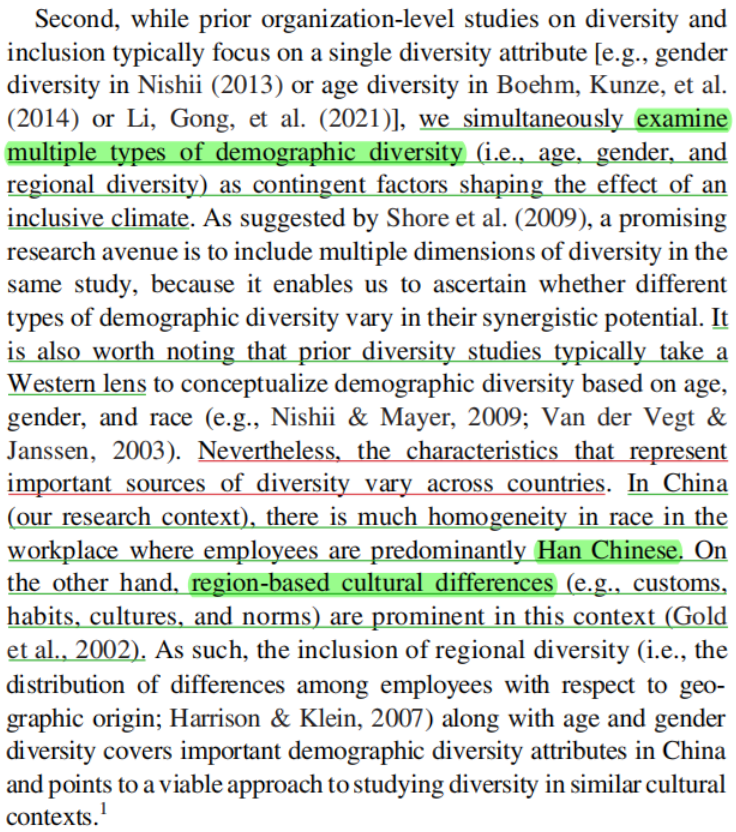 Second, while prior organization-level studies on diversity and
inclusion typically focus on a single diversity attribute [e.g., gender
diversity in Nishii (2013) or age diversity in Boehm, Kunze, et al.
(2014) or Li, Gong, et al. (2021)], we simultaneously examine
multiple types of demographic diversity (i.e., age, gender, and
regional diversity) as contingent factors shaping the effect of an
inclusive climate. As suggested by Shore et al. (2009), a promising
research avenue is to include multiple dimensions of diversity in the
same study, because it enables us to ascertain whether different
types of demographic diversity vary in their synergistic potential. It
is also worth noting that prior diversity studies typically take a
Western lens to conceptualize demographic diversity based on age,
gender, and race (e.g., Nishii & Mayer, 2009; Van der Vegt &
Janssen, 2003). Nevertheless, the characteristics that represent
important sources of diversity vary across countries. In China
(our research context), there is much homogeneity in race in the
workplace where employees are predominantly Han Chinese. On
the other hand, region-based cultural differences (e.g., customs,
habits, cultures, and norms) are prominent in this context (Gold
et al., 2002). As such, the inclusion of regional diversity (i.e., the
distribution of differences among employees with respect to geo-
graphic origin; Harrison & Klein, 2007) along with age and gender
diversity covers important demographic diversity attributes in China
and points to a viable approach to studying diversity in similar cultural
contexts.¹